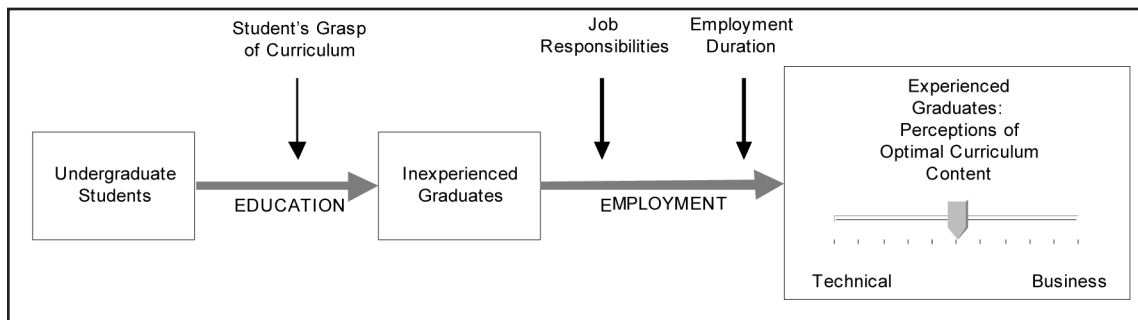 Student's Grasp
of Curriculum
Job
Responsibilities
Employment
Duration
Undergraduate
Students
EDUCATION
Inexperienced
Graduates
EMPLOYMENT
Experienced
Graduates:
Perceptions of
Optimal Curriculum
Content
Technical
Business